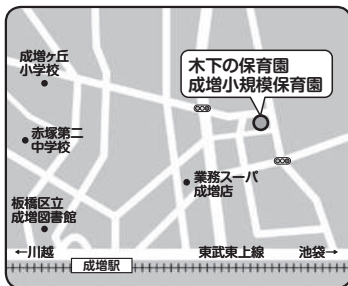 成増ヶ丘
小学校
木下の保育園
成増小規模保育園
赤塚第二
中学校
業務スーパ
成増店
板橋区立
成増図書館
←川越
東武東上線
池袋→
成増駅